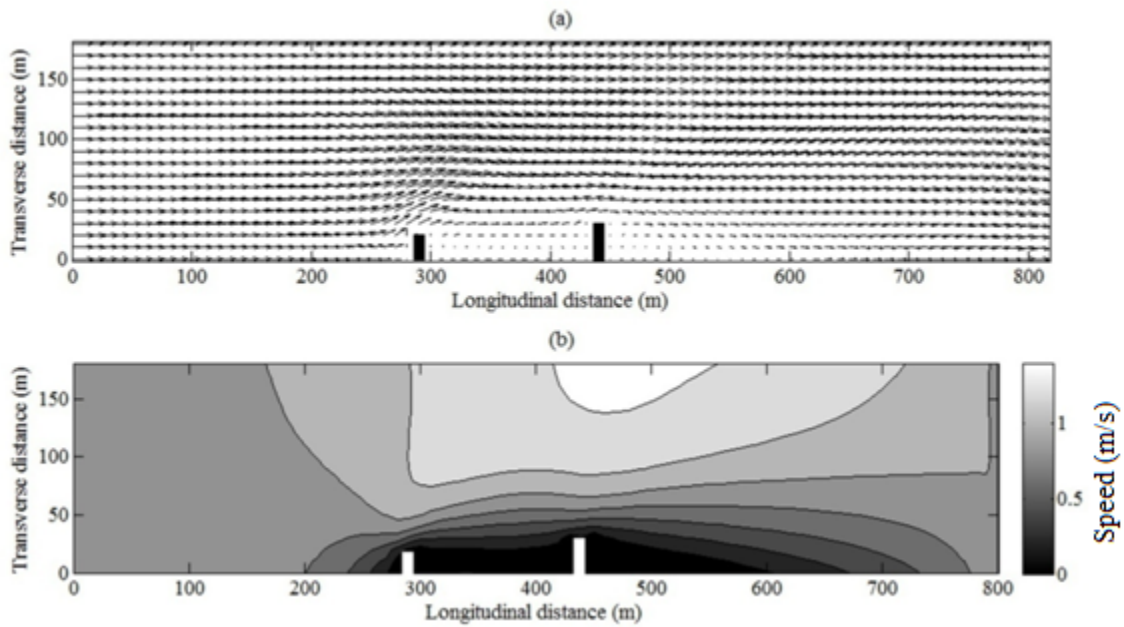 (a)
Transverse distance (m)
150
100
50
0
0 100 200 300 400 500 600 700 800
Longitudinal distance (m)
(b)
Transverse distance (m)
150
100
50
0
0 100 200 300 400 500 600 700 800
Longitudinal distance (m)
1
0.5
0
Speed (m/s)